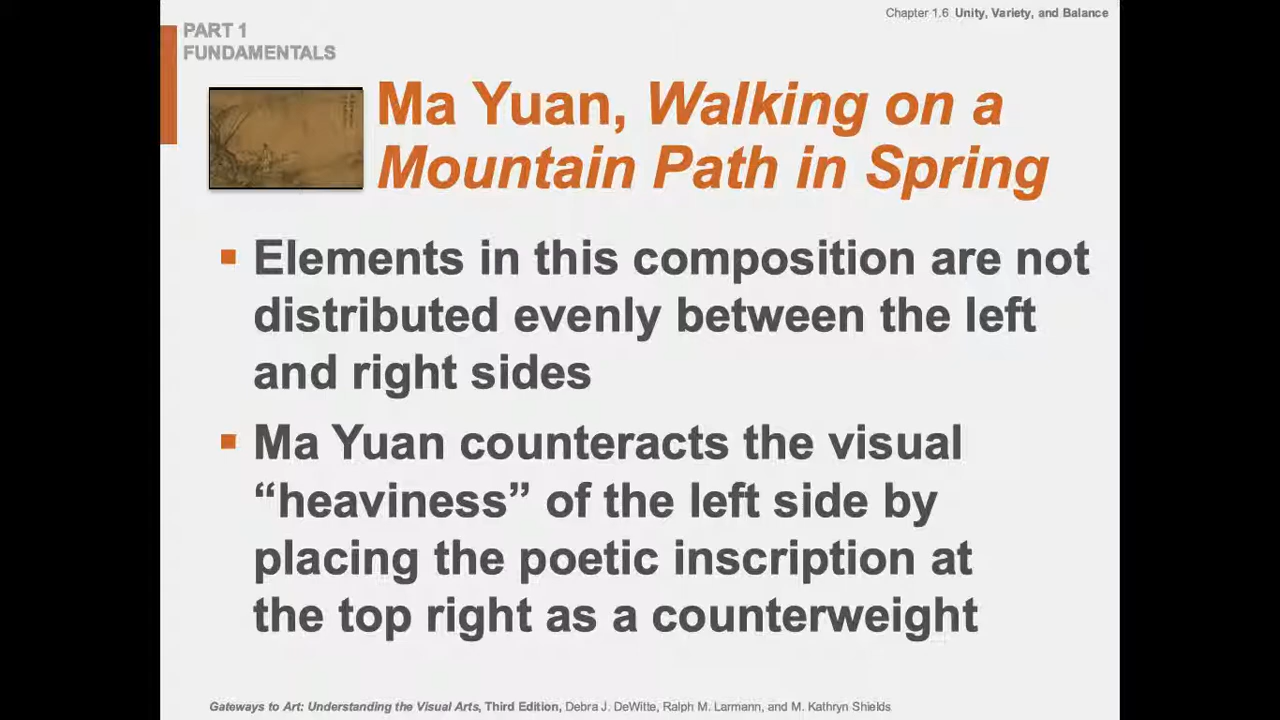 Chapter 1.6 Unity, Variety, and Balance
PART 1
FUNDAMENTALS
Ma Yuan, Walking on a
Mountain Path in Spring
▪ Elements in this composition are not
distributed evenly between the left
and right sides
▪ Ma Yuan counteracts the visual
“heaviness” of the left side by
placing the poetic inscription at
the top right as a counterweight
Gateways to Art: Understanding the Visual Arts, Third Edition, Debra J. DeWitte, Ralph M. Larmann, and M. Kathryn Shields